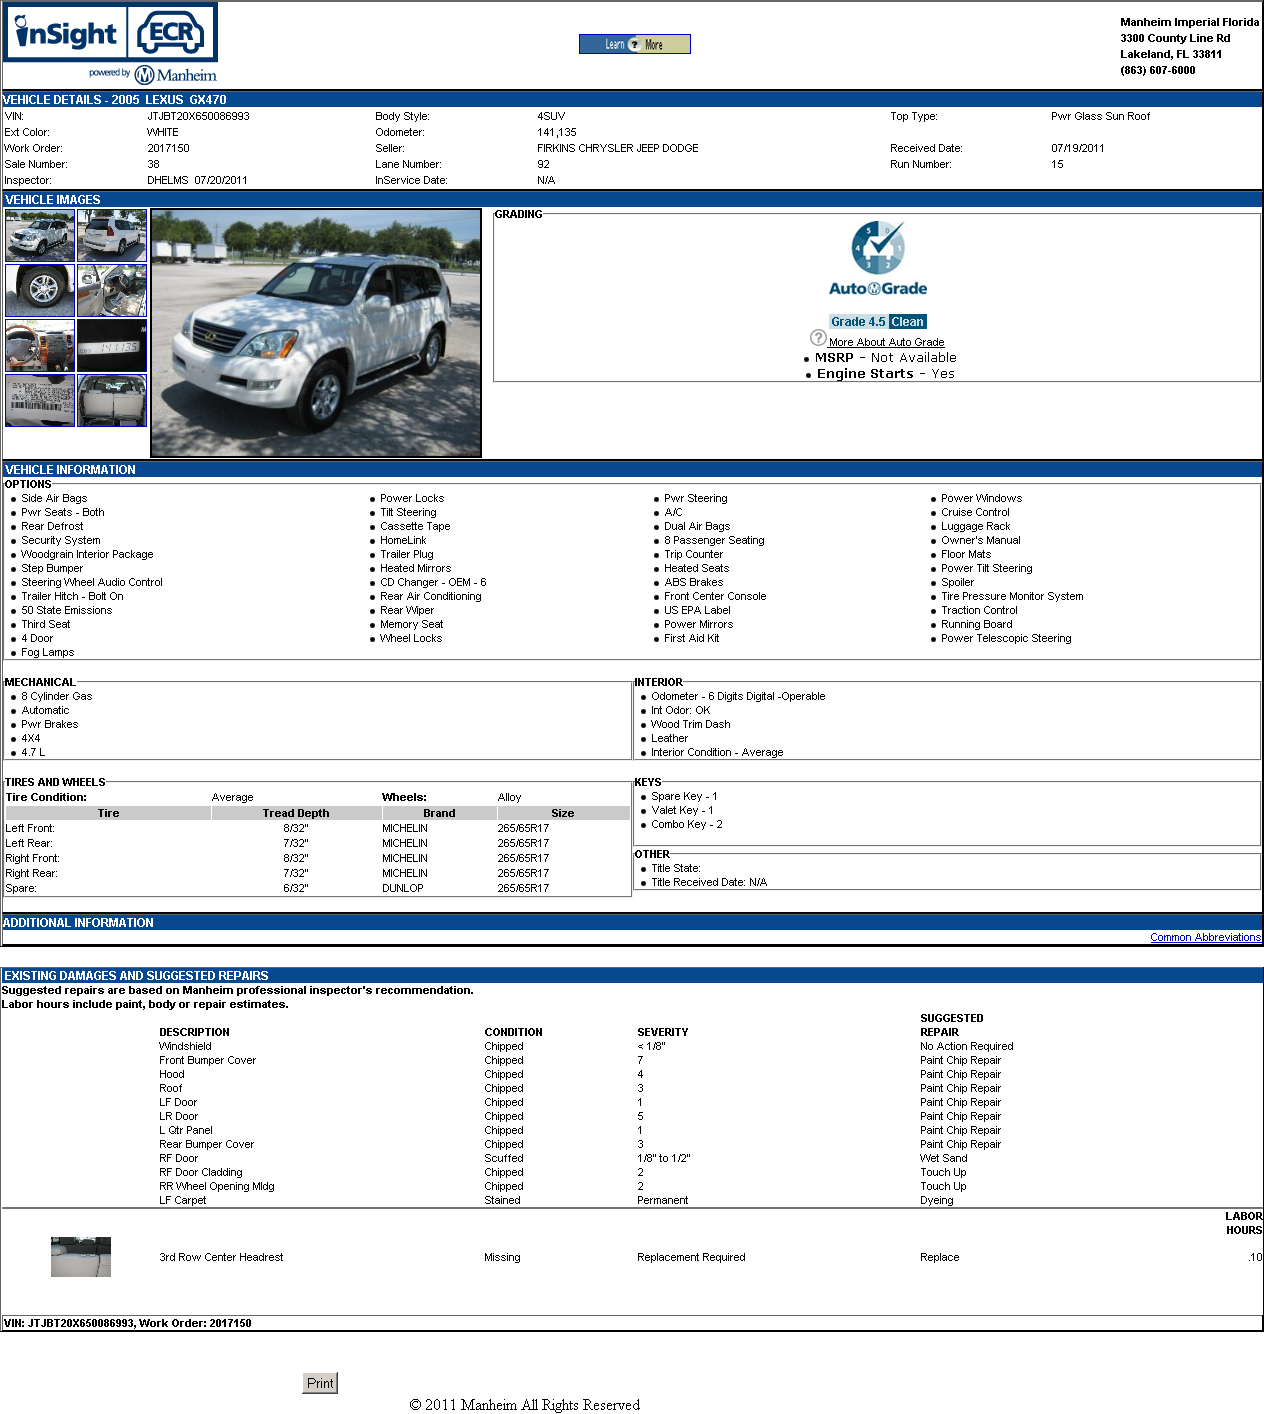 inSight ECR
powered by Manheim
Learn ? More
Manheim Imperial Florida
3300 County Line Rd
Lakeland, FL 33811
(863) 607-6000
VEHICLE DETAILS - 2005 LEXUS GX470
VIN: JTJBT20X650086993 Body Style: 4SUV Top Type: Pwr Glass Sun Roof
Ext Color: WHITE Odometer: 141,135
Work Order: 2017150 Seller: FIRKINS CHRYSLER JEEP DODGE Received Date: 07/19/2011
Sale Number: 38 Lane Number: 92 Run Number: 15
Inspector: DHELMS 07/20/2011 InService Date: N/A
VEHICLE IMAGES
ODO 141135
GRADING
5 4 3 2 1 0
AutoGrade
Grade 4.5 Clean
? More About Auto Grade
• MSRP - Not Available
• Engine Starts - Yes
VEHICLE INFORMATION
OPTIONS
• Side Air Bags • Power Locks • Pwr Steering • Power Windows
• Pwr Seats - Both • Tilt Steering • A/C • Cruise Control
• Rear Defrost • Cassette Tape • Dual Air Bags • Luggage Rack
• Security System • HomeLink • 8 Passenger Seating • Owner's Manual
• Woodgrain Interior Package • Trailer Plug • Trip Counter • Floor Mats
• Step Bumper • Heated Mirrors • Heated Seats • Power Tilt Steering
• Steering Wheel Audio Control • CD Changer - OEM - 6 • ABS Brakes • Spoiler
• Trailer Hitch - Bolt On • Rear Air Conditioning • Front Center Console • Tire Pressure Monitor System
• 50 State Emissions • Rear Wiper • US EPA Label • Traction Control
• Third Seat • Memory Seat • Power Mirrors • Running Board
• 4 Door • Wheel Locks • First Aid Kit • Power Telescopic Steering
• Fog Lamps
MECHANICAL
• 8 Cylinder Gas
• Automatic
• Pwr Brakes
• 4X4
• 4.7 L
INTERIOR
• Odometer - 6 Digits Digital -Operable
• Int Odor: OK
• Wood Trim Dash
• Leather
• Interior Condition - Average
TIRES AND WHEELS
Tire Condition: Average Wheels: Alloy
Tire Tread Depth Brand Size
Left Front: 8/32" MICHELIN 265/65R17
Left Rear: 7/32" MICHELIN 265/65R17
Right Front: 8/32" MICHELIN 265/65R17
Right Rear: 7/32" MICHELIN 265/65R17
Spare: 6/32" DUNLOP 265/65R17
KEYS
• Spare Key - 1
• Valet Key - 1
• Combo Key - 2
OTHER
• Title State:
• Title Received Date: N/A
ADDITIONAL INFORMATION
Common Abbreviations
EXISTING DAMAGES AND SUGGESTED REPAIRS
Suggested repairs are based on Manheim professional inspector's recommendation.
Labor hours include paint, body or repair estimates.
DESCRIPTION CONDITION SEVERITY SUGGESTED REPAIR
Windshield Chipped < 1/8" No Action Required
Front Bumper Cover Chipped 7 Paint Chip Repair
Hood Chipped 4 Paint Chip Repair
Roof Chipped 3 Paint Chip Repair
LF Door Chipped 1 Paint Chip Repair
LR Door Chipped 5 Paint Chip Repair
L Qtr Panel Chipped 1 Paint Chip Repair
Rear Bumper Cover Chipped 3 Paint Chip Repair
RF Door Scuffed 1/8" to 1/2" Wet Sand
RF Door Cladding Chipped 2 Touch Up
RR Wheel Opening Mldg Chipped 2 Touch Up
LF Carpet Stained Permanent Dyeing
LABOR HOURS
3rd Row Center Headrest Missing Replacement Required Replace .10
VIN: JTJBT20X650086993, Work Order: 2017150
Print
© 2011 Manheim All Rights Reserved